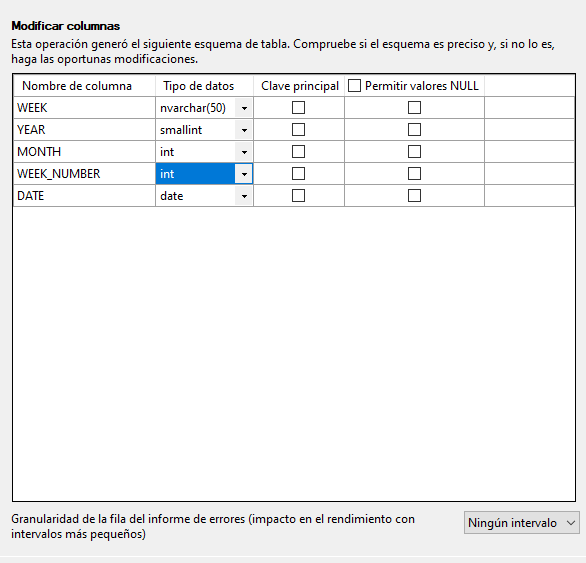 Modificar columnas
Esta operación generó el siguiente esquema de tabla. Compruebe si el esquema es preciso y, si no lo es,
haga las oportunas modificaciones.
Nombre de columna Tipo de datos Clave principal Permitir valores NULL
WEEK nvarchar(50)
YEAR smallint
MONTH int
WEEK_NUMBER int
DATE date
Granularidad de la fila del informe de errores (impacto en el rendimiento con
intervalos más pequeños)
Ningún intervalo